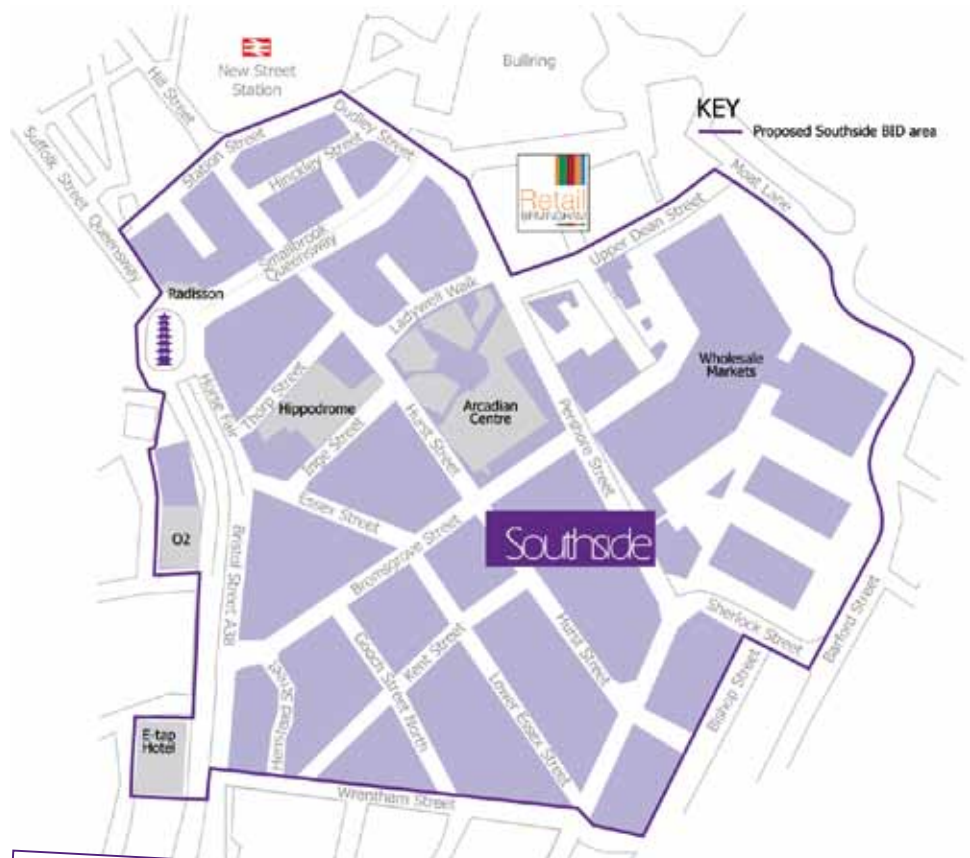 Bullring
New Street
Station
Hill Street
Suffolk Street Queensway
KEY
Proposed Southside BID area
Dudley Street
Station Street
Hinckley Street
Moat Lane
Retail
BIRMINGHAM
Upper Dean Street
Smallbrook
Queensway
Radisson
Ladywell Walk
Wholesale
Markets
Horse Fair
Thorp Street
Hippodrome
Arcadian
Centre
Hurst Street
Pershore Street
Inge Street
Essex Street
Southside
O2
Bristol Street A38
Bromsgrove Street
Sherlock Street
Barford Street
Kent Street
Hurst Street
Gooch Street North
Lower Essex Street
Bishop Street
Henstead Street
E-tap
Hotel
Wrentham Street